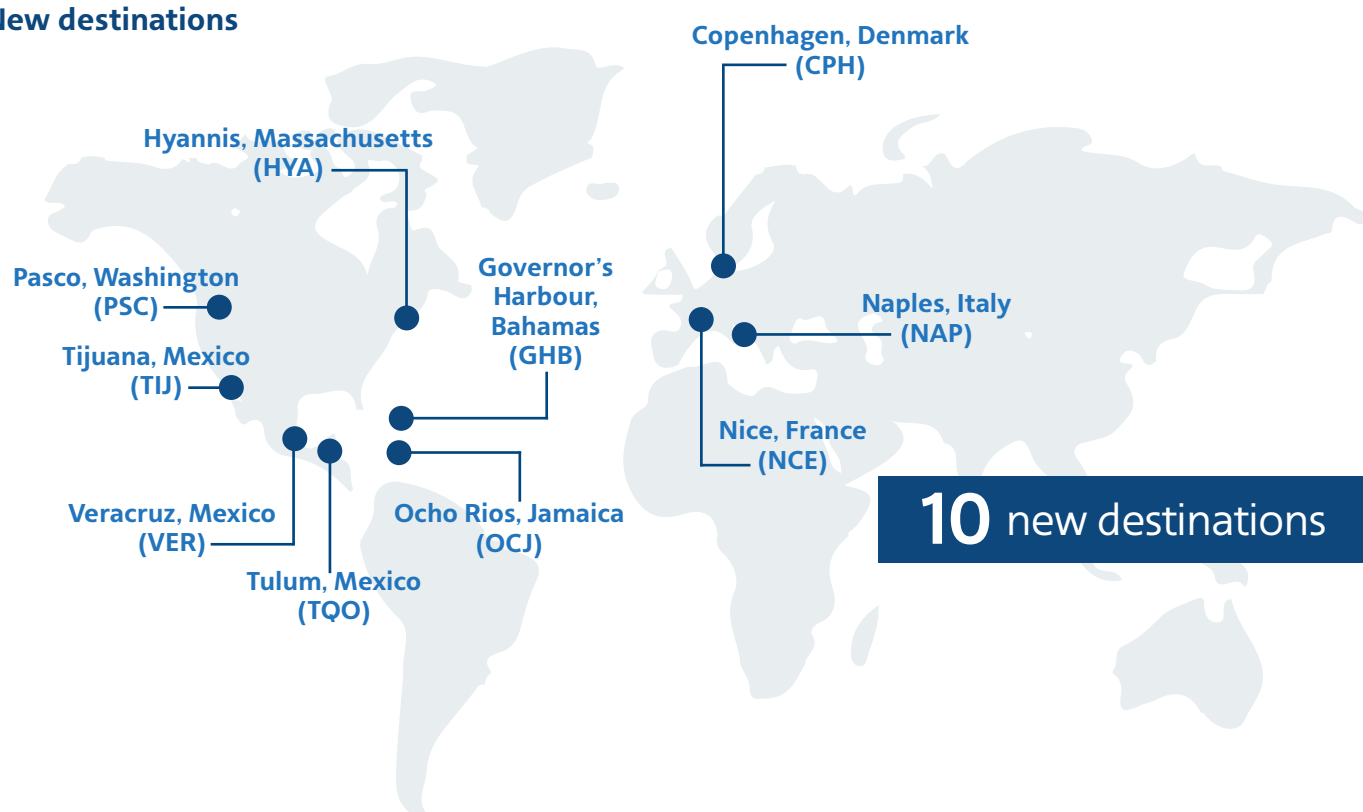 New destinations
Copenhagen, Denmark
(CPH)
Hyannis, Massachusetts
(HYA)
Pasco, Washington
(PSC)
Governor's
Harbour,
Bahamas
(GHB)
Naples, Italy
(NAP)
Tijuana, Mexico
(TIJ)
Nice, France
(NCE)
Veracruz, Mexico
(VER)
Ocho Rios, Jamaica
(OCJ)
Tulum, Mexico
(TQO)
10 new destinations